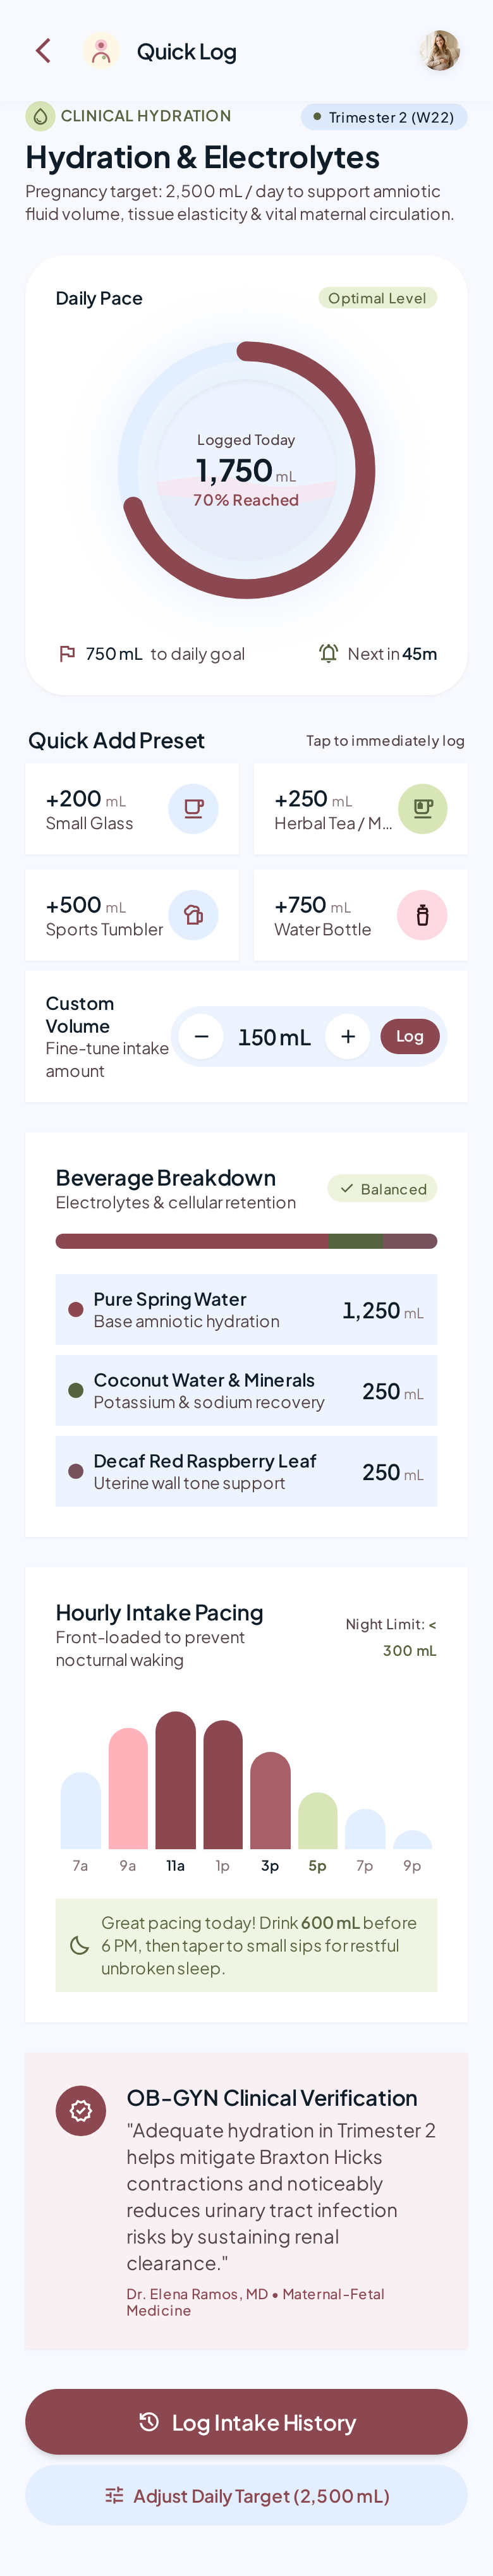 Quick Log
CLINICAL HYDRATION
Trimester 2 (W22)
Hydration & Electrolytes
Pregnancy target: 2,500 mL / day to support amniotic
fluid volume, tissue elasticity & vital maternal circulation.
Daily Pace
Optimal Level
Logged Today
1,750 mL
70% Reached
750 mL to daily goal
Next in 45m
Quick Add Preset
Tap to immediately log
+200 mL
Small Glass
+250 mL
Herbal Tea / M...
+500 mL
Sports Tumbler
+750 mL
Water Bottle
Custom
Volume
Fine-tune intake
amount
150 mL
Log
Beverage Breakdown
Electrolytes & cellular retention
Balanced
Pure Spring Water
Base amniotic hydration
1,250 mL
Coconut Water & Minerals
Potassium & sodium recovery
250 mL
Decaf Red Raspberry Leaf
Uterine wall tone support
250 mL
Hourly Intake Pacing
Front-loaded to prevent
nocturnal waking
Night Limit: <
300 mL
7a 9a 11a 1p 3p 5p 7p 9p
Great pacing today! Drink 600 mL before
6 PM, then taper to small sips for restful
unbroken sleep.
OB-GYN Clinical Verification
"Adequate hydration in Trimester 2
helps mitigate Braxton Hicks
contractions and noticeably
reduces urinary tract infection
risks by sustaining renal
clearance."
Dr. Elena Ramos, MD • Maternal-Fetal
Medicine
Log Intake History
Adjust Daily Target (2,500 mL)